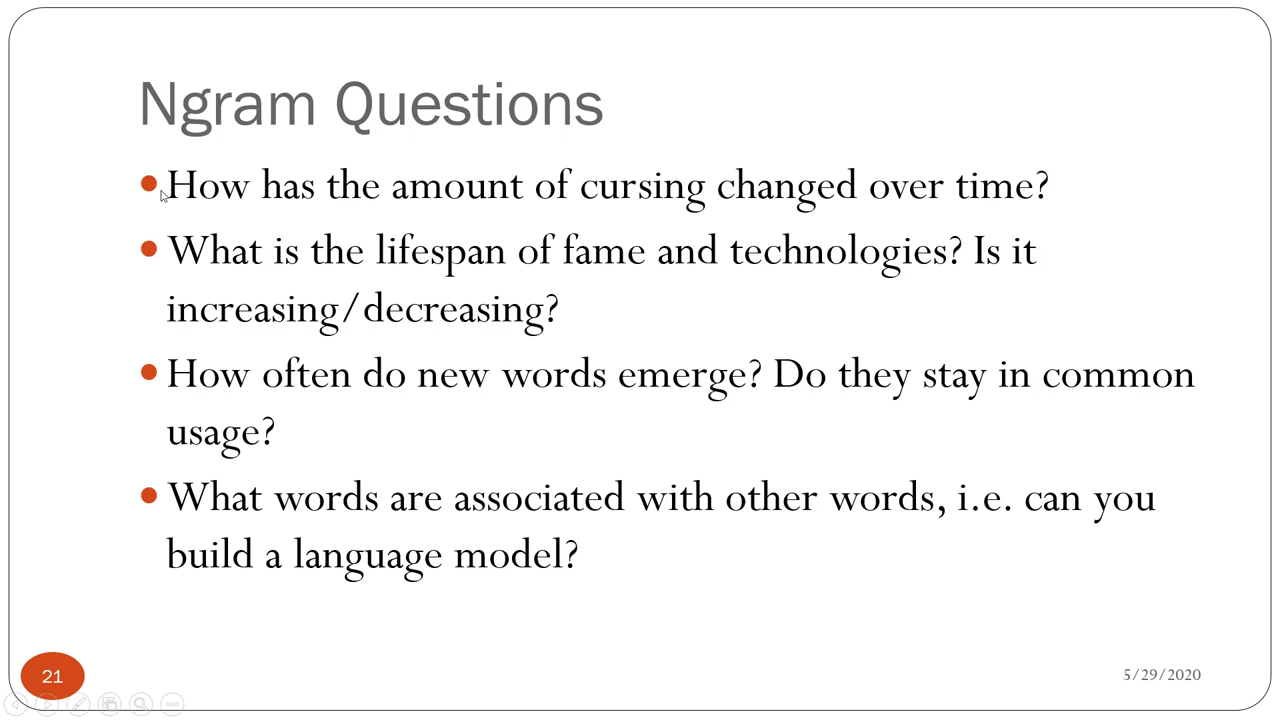 Ngram Questions
How has the amount of cursing changed over time?
What is the lifespan of fame and technologies? Is it
increasing/decreasing?
How often do new words emerge? Do they stay in common
usage?
What words are associated with other words, i.e. can you
build a language model?
21
5/29/2020